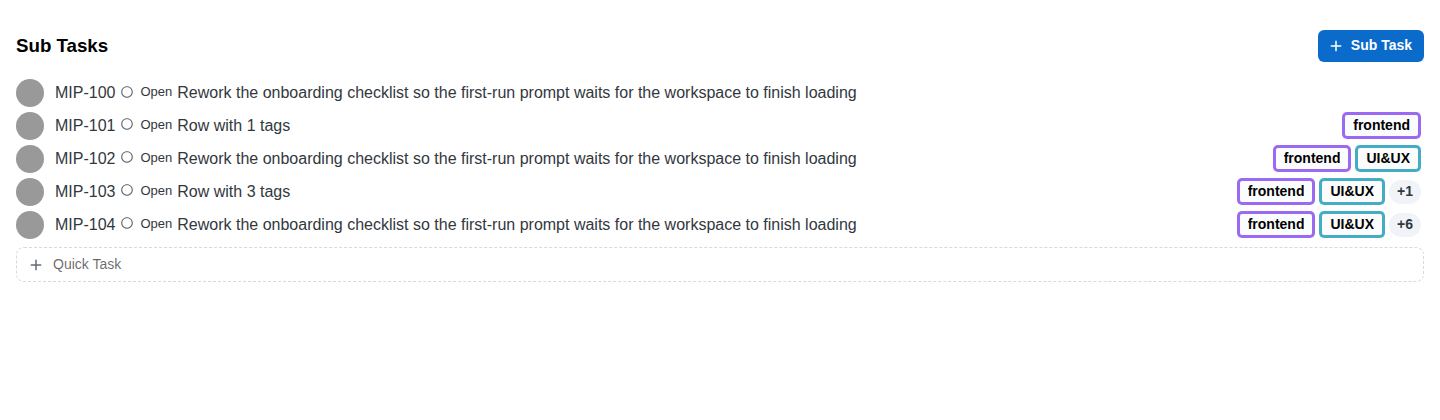 Sub Tasks
Sub Task
MIP-100 Open Rework the onboarding checklist so the first-run prompt waits for the workspace to finish loading
MIP-101 Open Row with 1 tags frontend
MIP-102 Open Rework the onboarding checklist so the first-run prompt waits for the workspace to finish loading frontend UI&UX
MIP-103 Open Row with 3 tags frontend UI&UX +1
MIP-104 Open Rework the onboarding checklist so the first-run prompt waits for the workspace to finish loading frontend UI&UX +6
Quick Task